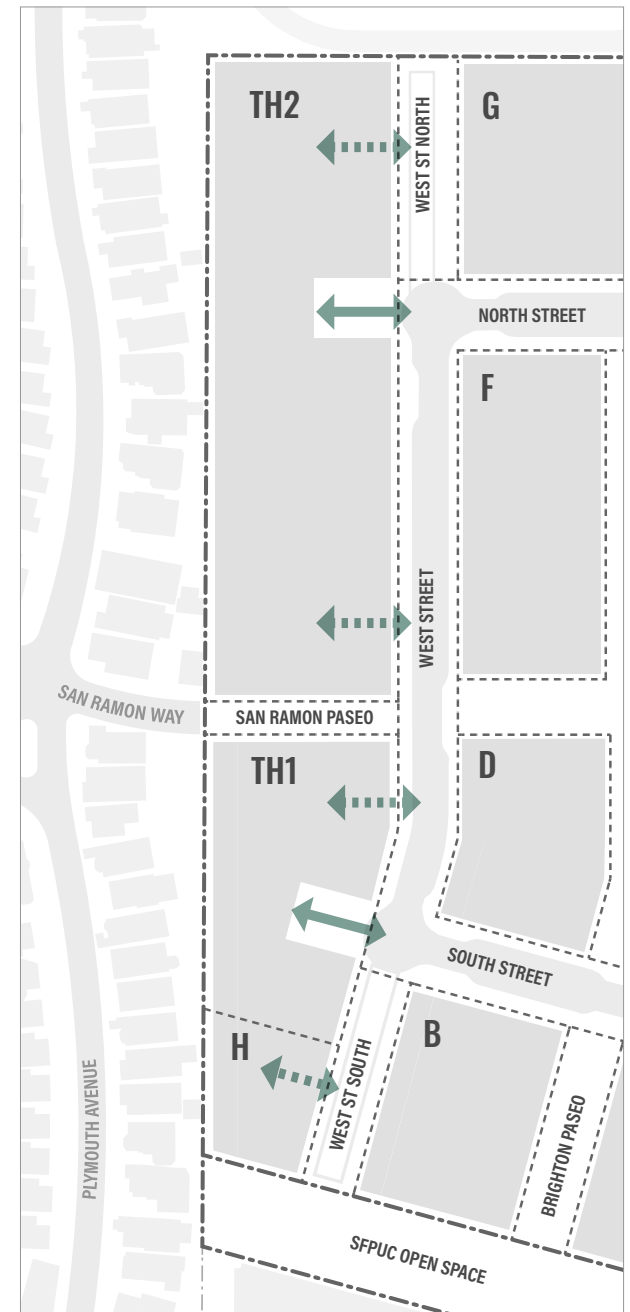 TH2
G
WEST ST NORTH
NORTH STREET
F
WEST STREET
SAN RAMON WAY
SAN RAMON PASEO
TH1
D
SOUTH STREET
H
B
WEST ST SOUTH
PLYMOUTH AVENUE
BRIGHTON PASEO
SFPUC OPEN SPACE